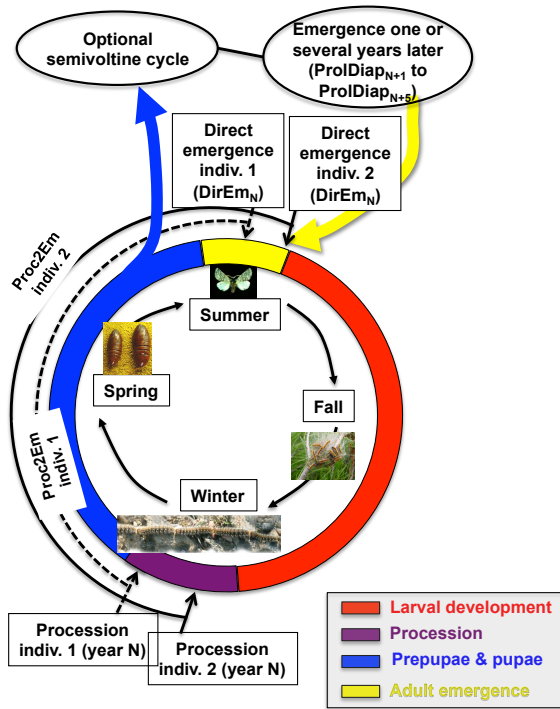 Optional
semivoltine cycle
Emergence one or
several years later
(ProlDiapN+1 to
ProlDiapN+5)
Direct
emergence
indiv. 1
(DirEmN)
Direct
emergence
indiv. 2
(DirEmN)
Proc2Em
indiv. 2
Summer
Spring
Fall
Proc2Em
indiv. 1
Winter
Procession
indiv. 1 (year N)
Procession
indiv. 2 (year N)
Larval development
Procession
Prepupae & pupae
Adult emergence